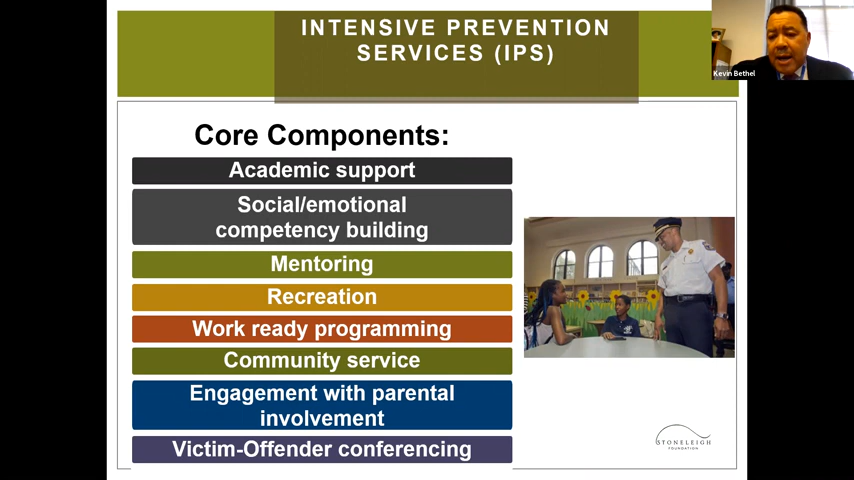 INTENSIVE PREVENTION
SERVICES (IPS)
Kevin Bethel
Core Components:
Academic support
Social/emotional
competency building
Mentoring
Recreation
Work ready programming
Community service
Engagement with parental
involvement
Victim-Offender conferencing
STONELEIGH
FOUNDATION